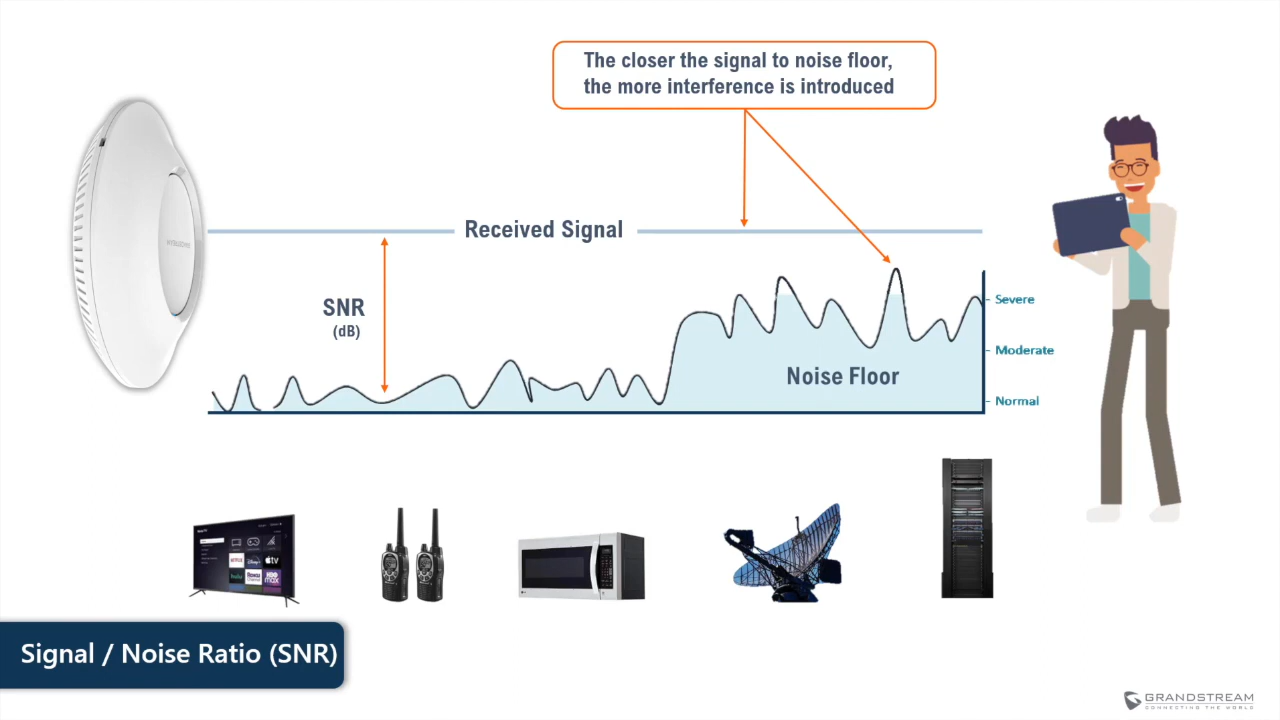 The closer the signal to noise floor,
the more interference is introduced
Received Signal
SNR
(dB)
Severe
Moderate
Normal
Noise Floor
Signal / Noise Ratio (SNR)
GRANDSTREAM
CONNECTING THE WORLD